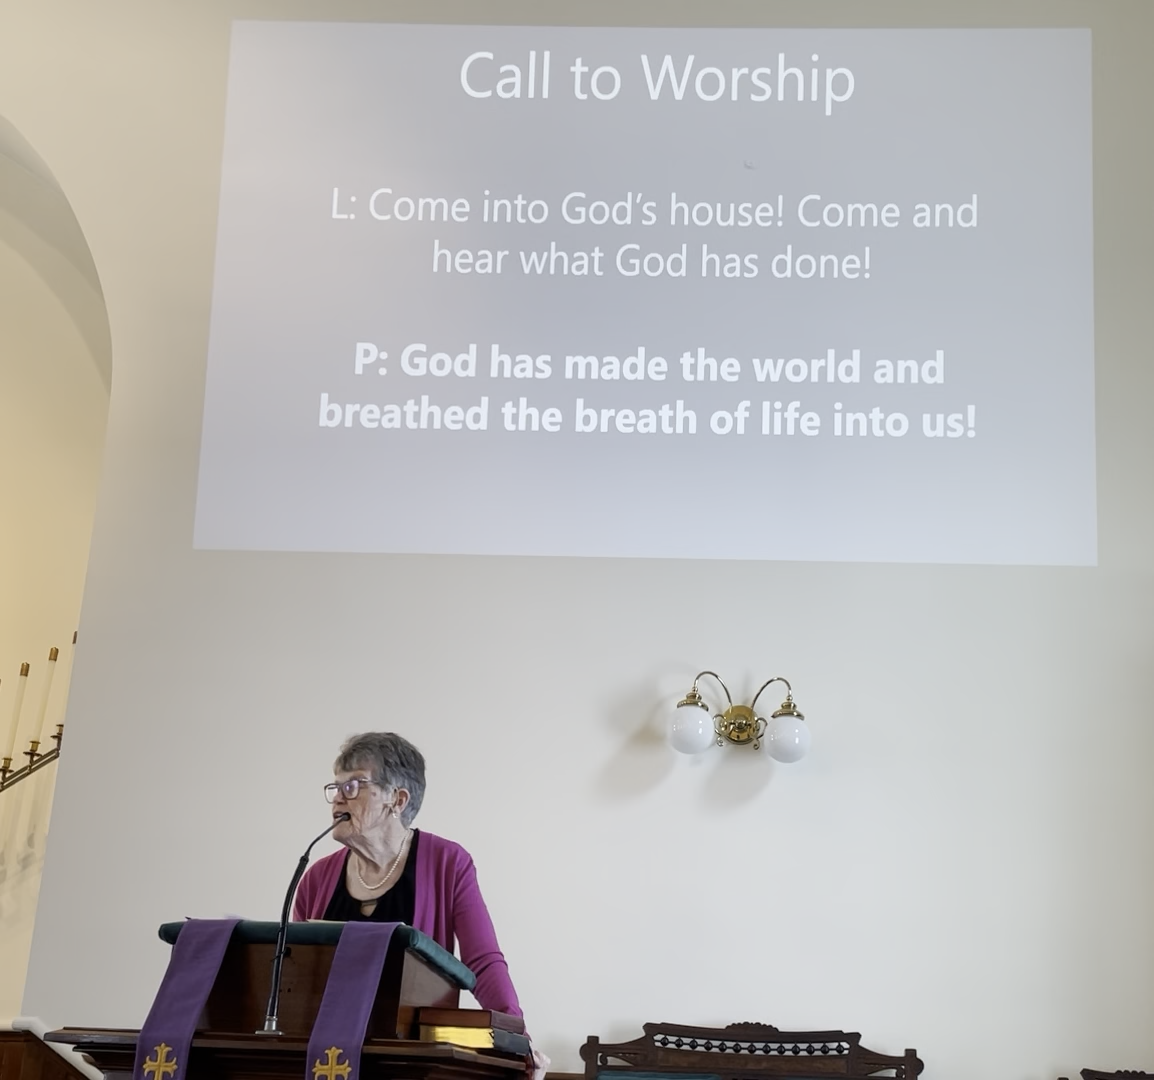 Call to Worship
L: Come into God's house! Come and
hear what God has done!
P: God has made the world and
breathed the breath of life into us!